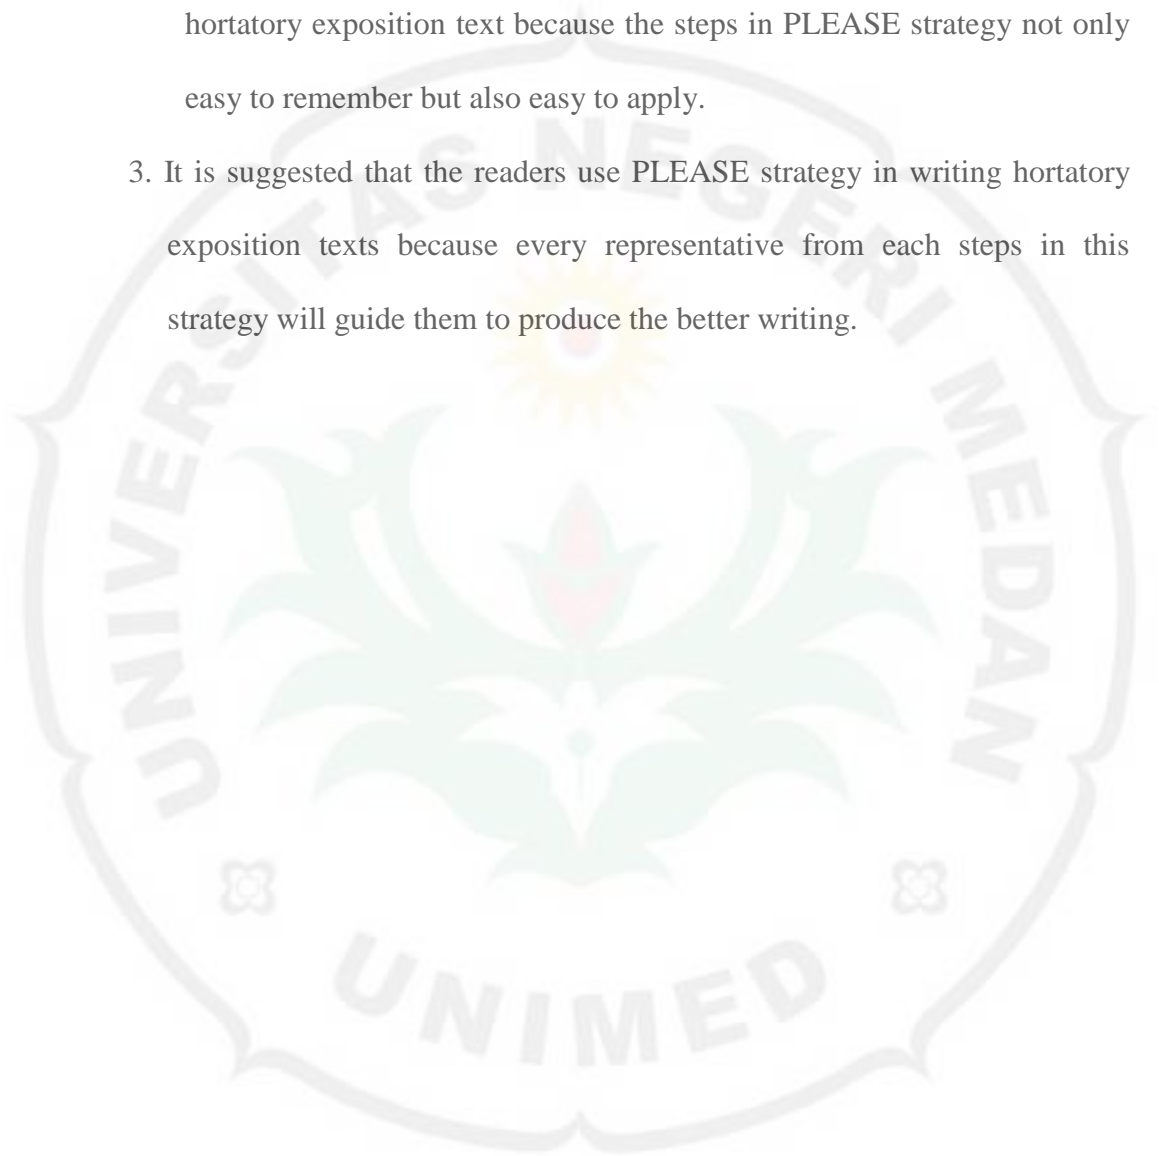 hortatory exposition text because the steps in PLEASE strategy not only
easy to remember but also easy to apply.
3. It is suggested that the readers use PLEASE strategy in writing hortatory
exposition texts because every representative from each steps in this
strategy will guide them to produce the better writing.
UNIVERSITAS NEGERI MEDAN
UNIMED